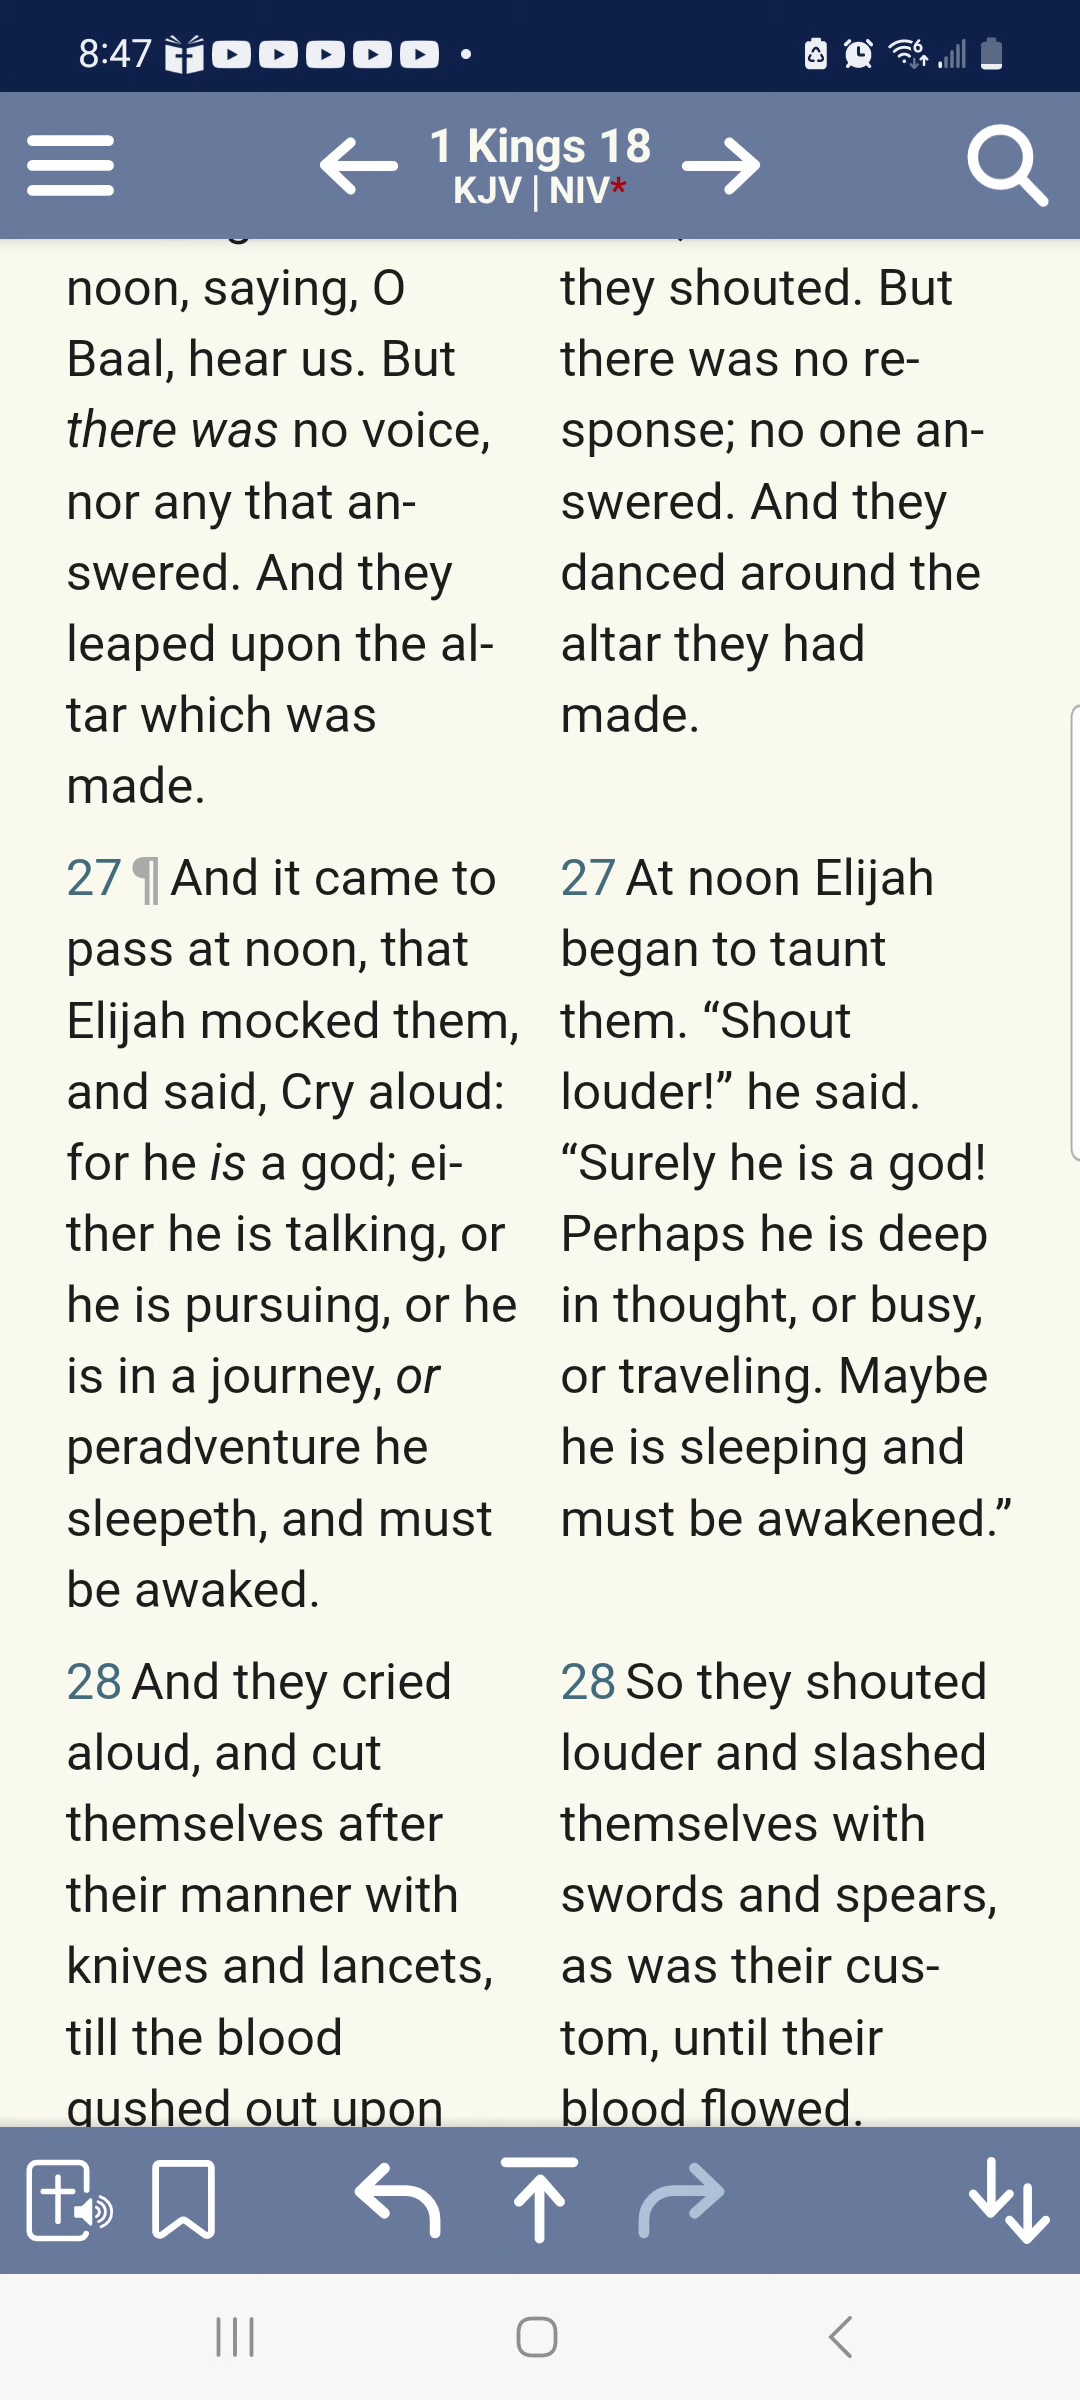 8:47
1 Kings 18
KJV | NIV*
noon, saying, O
Baal, hear us. But
there was no voice,
nor any that an-
swered. And they
leaped upon the al-
tar which was
made.
27 ¶ And it came to
pass at noon, that
Elijah mocked them,
and said, Cry aloud:
for he is a god; ei-
ther he is talking, or
he is pursuing, or he
is in a journey, or
peradventure he
sleepeth, and must
be awaked.
28 And they cried
aloud, and cut
themselves after
their manner with
knives and lancets,
till the blood
gushed out upon
they shouted. But
there was no re-
sponse; no one an-
swered. And they
danced around the
altar they had
made.
27 At noon Elijah
began to taunt
them. “Shout
louder!” he said.
“Surely he is a god!
Perhaps he is deep
in thought, or busy,
or traveling. Maybe
he is sleeping and
must be awakened.”
28 So they shouted
louder and slashed
themselves with
swords and spears,
as was their cus-
tom, until their
blood flowed.